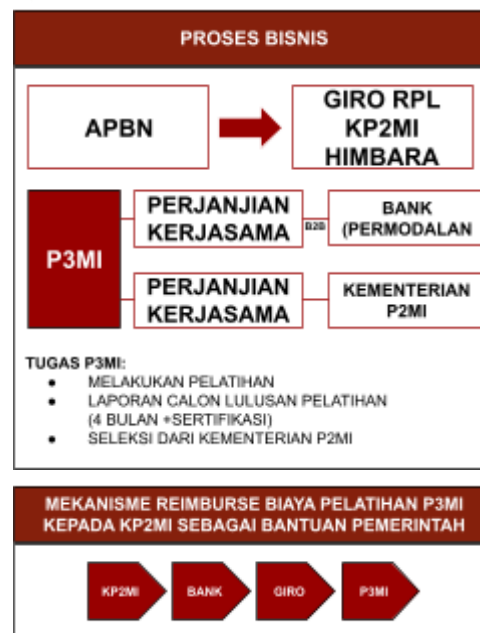 PROSES BISNIS
APBN
GIRO RPL
KP2MI
HIMBARA
P3MI
PERJANJIAN
KERJASAMA
B2B
BANK
(PERMODALAN
PERJANJIAN
KERJASAMA
KEMENTERIAN
P2MI
TUGAS P3MI:
● MELAKUKAN PELATIHAN
● LAPORAN CALON LULUSAN PELATIHAN
(4 BULAN +SERTIFIKASI)
● SELEKSI DARI KEMENTERIAN P2MI
MEKANISME REIMBURSE BIAYA PELATIHAN P3MI
KEPADA KP2MI SEBAGAI BANTUAN PEMERINTAH
KP2MI
BANK
GIRO
P3MI